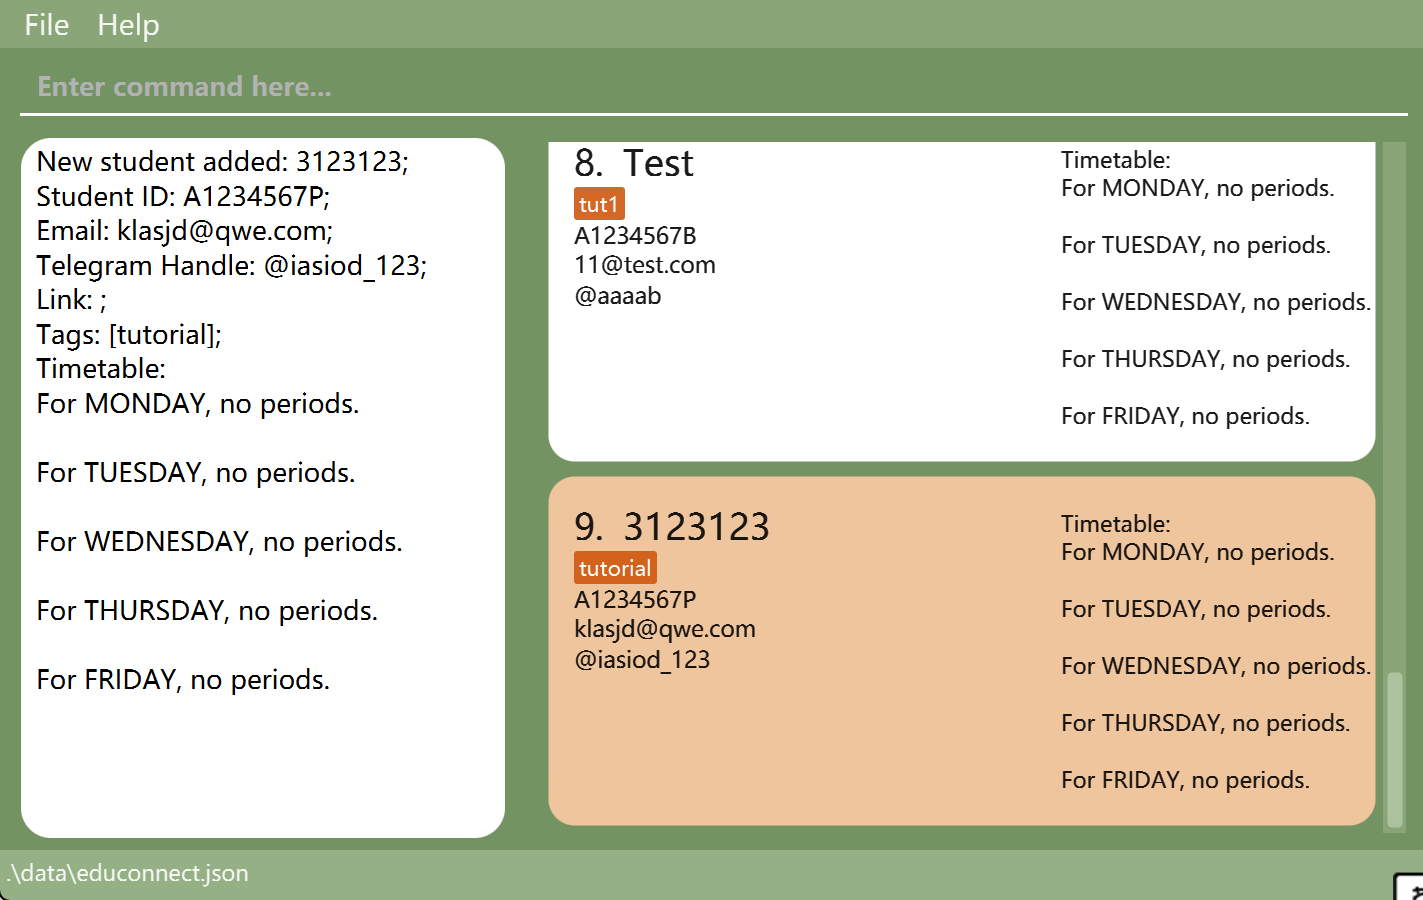 File Help
Enter command here...
New student added: 3123123;
Student ID: A1234567P;
Email: klasjd@qwe.com;
Telegram Handle: @iasiod_123;
Link: ;
Tags: [tutorial];
Timetable:
For MONDAY, no periods.
For TUESDAY, no periods.
For WEDNESDAY, no periods.
For THURSDAY, no periods.
For FRIDAY, no periods.
8. Test
tut1
A1234567B
11@test.com
@aaaab
Timetable:
For MONDAY, no periods.
For TUESDAY, no periods.
For WEDNESDAY, no periods.
For THURSDAY, no periods.
For FRIDAY, no periods.
9. 3123123
tutorial
A1234567P
klasjd@qwe.com
@iasiod_123
Timetable:
For MONDAY, no periods.
For TUESDAY, no periods.
For WEDNESDAY, no periods.
For THURSDAY, no periods.
For FRIDAY, no periods.
.\data\educonnect.json